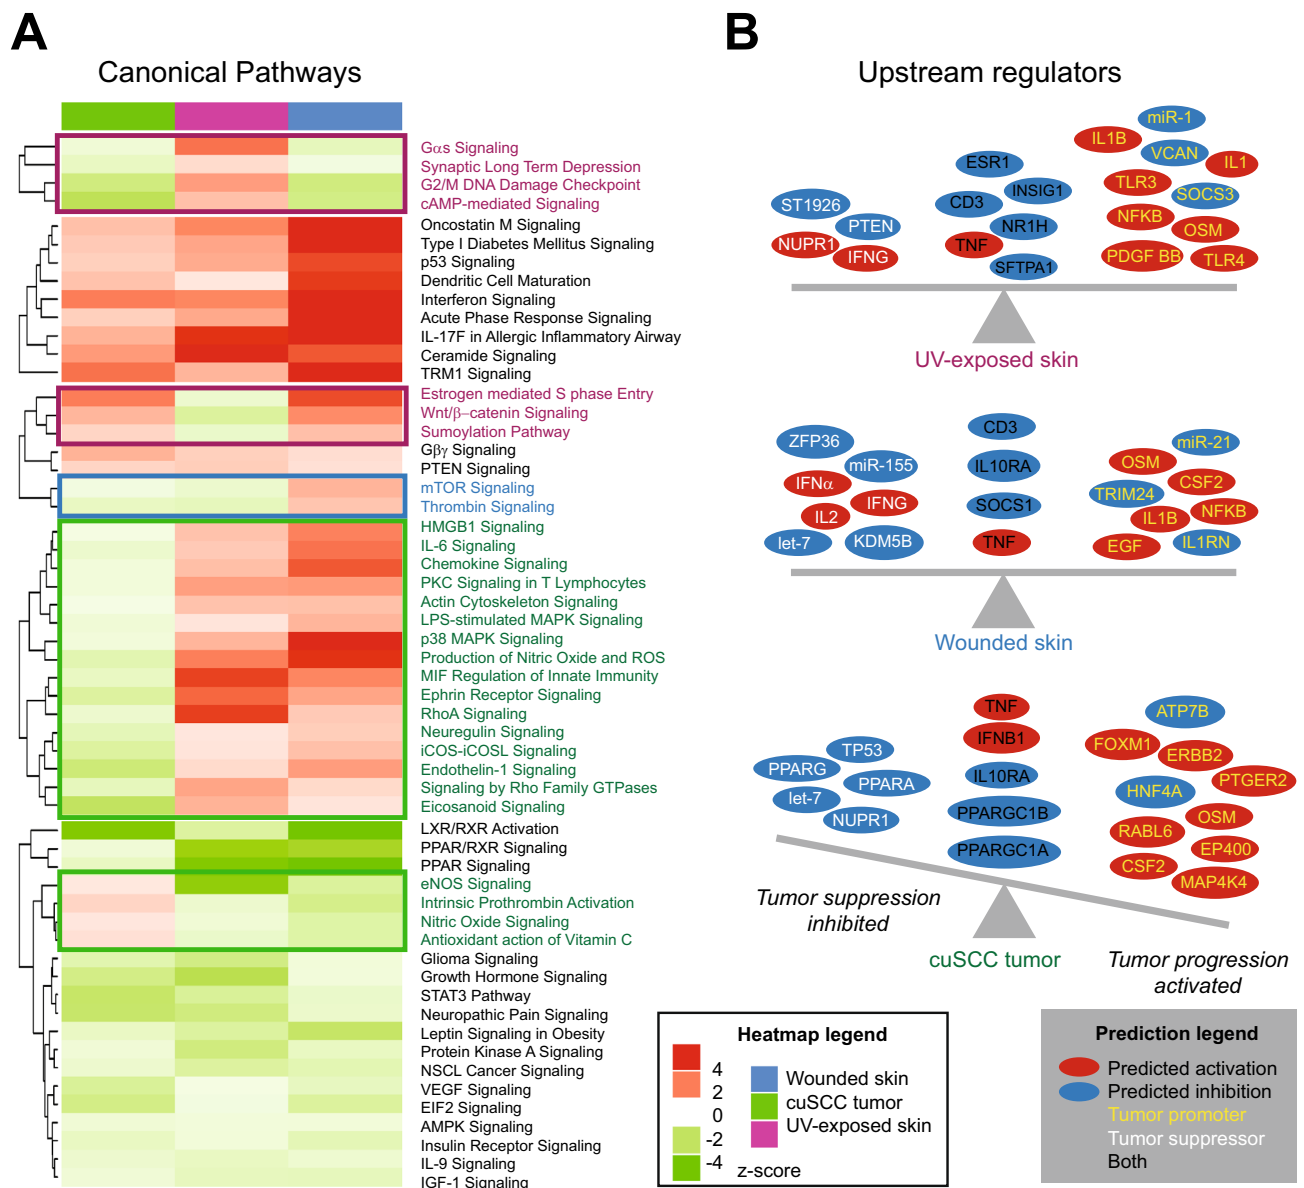 A
Canonical Pathways
Gαs Signaling
Synaptic Long Term Depression
G2/M DNA Damage Checkpoint
cAMP-mediated Signaling
Oncostatin M Signaling
Type I Diabetes Mellitus Signaling
p53 Signaling
Dendritic Cell Maturation
Interferon Signaling
Acute Phase Response Signaling
IL-17F in Allergic Inflammatory Airway
Ceramide Signaling
TRM1 Signaling
Estrogen mediated S phase Entry
Wnt/β–catenin Signaling
Sumoylation Pathway
Gβγ Signaling
PTEN Signaling
mTOR Signaling
Thrombin Signaling
HMGB1 Signaling
IL-6 Signaling
Chemokine Signaling
PKC Signaling in T Lymphocytes
Actin Cytoskeleton Signaling
LPS-stimulated MAPK Signaling
p38 MAPK Signaling
Production of Nitric Oxide and ROS
MIF Regulation of Innate Immunity
Ephrin Receptor Signaling
RhoA Signaling
Neuregulin Signaling
iCOS-iCOSL Signaling
Endothelin-1 Signaling
Signaling by Rho Family GTPases
Eicosanoid Signaling
LXR/RXR Activation
PPAR/RXR Signaling
PPAR Signaling
eNOS Signaling
Intrinsic Prothrombin Activation
Nitric Oxide Signaling
Antioxidant action of Vitamin C
Glioma Signaling
Growth Hormone Signaling
STAT3 Pathway
Neuropathic Pain Signaling
Leptin Signaling in Obesity
Protein Kinase A Signaling
NSCL Cancer Signaling
VEGF Signaling
EIF2 Signaling
AMPK Signaling
Insulin Receptor Signaling
IL-9 Signaling
IGF-1 Signaling
Heatmap legend
4
2
0
-2
-4
Wounded skin
cuSCC tumor
UV-exposed skin
z-score
B
Upstream regulators
ST1926
PTEN
NUPR1
IFNG
ESR1
INSIG1
CD3
NR1H
TNF
SFTPA1
miR-1
IL1B
VCAN
IL1
TLR3
SOCS3
NFKB
OSM
PDGF BB
TLR4
UV-exposed skin
ZFP36
miR-155
IFNα
IFNG
IL2
let-7
KDM5B
CD3
IL10RA
SOCS1
TNF
miR-21
OSM
CSF2
TRIM24
NFKB
IL1B
EGF
IL1RN
Wounded skin
TP53
PPARG
PPARA
let-7
NUPR1
TNF
IFNB1
IL10RA
PPARGC1B
PPARGC1A
ATP7B
FOXM1
ERBB2
PTGER2
HNF4A
OSM
RABL6
EP400
CSF2
MAP4K4
Tumor suppression
inhibited
cuSCC tumor
Tumor progression
activated
Prediction legend
Predicted activation
Predicted inhibition
Tumor promoter
Tumor suppressor
Both